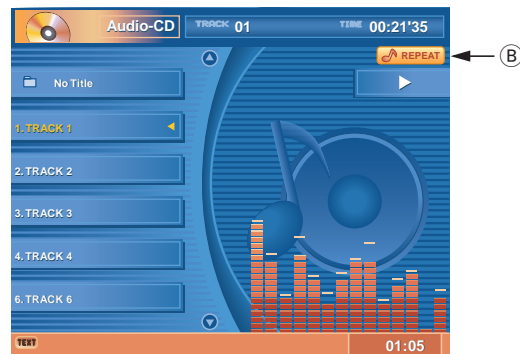 Audio-CD TRACK 01 TIME 00:21'35
REPEAT B
No Title
1. TRACK 1
2. TRACK 2
3. TRACK 3
4. TRACK 4
6. TRACK 6
TEXT 01:05